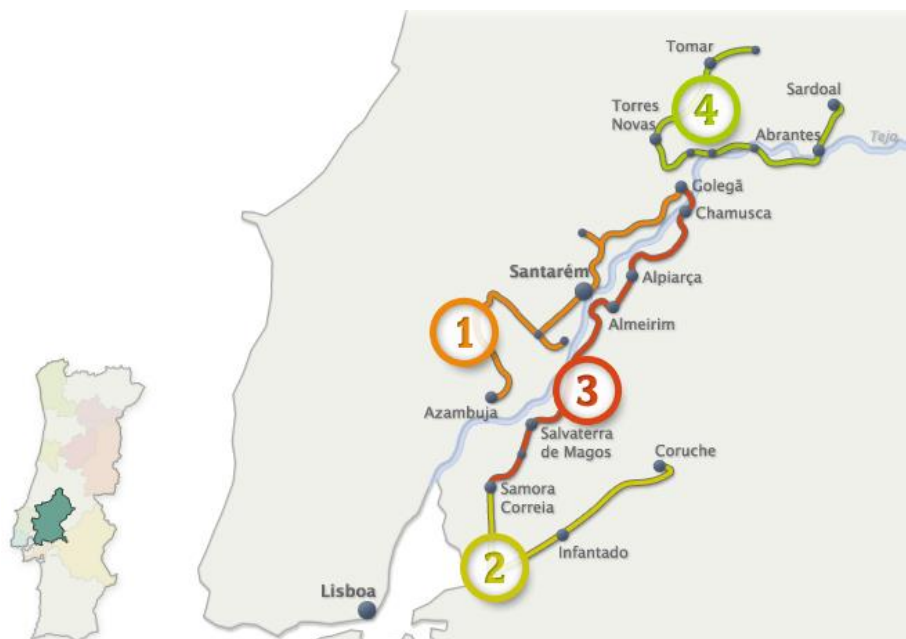 Tomar
Sardoal
4
Torres
Novas
Abrantes
Tejo
Golegã
Chamusca
Santarém
Alpiarça
1
Almeirim
3
Azambuja
Salvaterra
de Magos
Coruche
Samora
Correia
Infantado
2
Lisboa